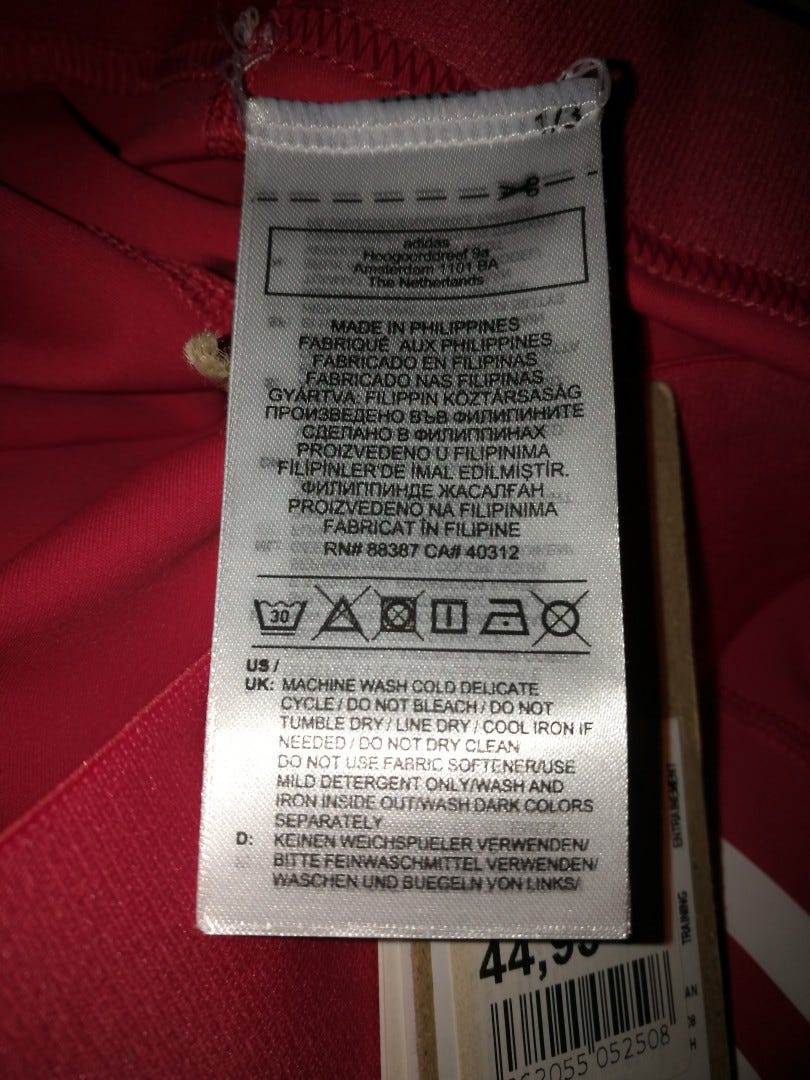 1/3
adidas
Hoogoorddreef 9a
Amsterdam 1101 BA
The Netherlands
MADE IN PHILIPPINES
FABRIQUÉ AUX PHILIPPINES
FABRICADO EN FILIPINAS
FABRICADO NAS FILIPINAS
GYÁRTVA: FILIPPIN KÖZTÁRSASÁG
ПРОИЗВЕДЕНО ВЪВ ФИЛИПИНИТЕ
СДЕЛАНО В ФИЛИППИНАХ
PROIZVEDENO U FILIPINIMA
FİLİPİNLER'DE İMAL EDİLMİŞTİR.
ФИЛИППИНДЕ ЖАСАЛҒАН
PROIZVEDENO NA FILIPINIMA
FABRICAT ÎN FILIPINE
RN# 88387 CA# 40312
30
US /
UK: MACHINE WASH COLD DELICATE
CYCLE / DO NOT BLEACH / DO NOT
TUMBLE DRY / LINE DRY / COOL IRON IF
NEEDED / DO NOT DRY CLEAN
DO NOT USE FABRIC SOFTENER/USE
MILD DETERGENT ONLY/WASH AND
IRON INSIDE OUT/WASH DARK COLORS
SEPARATELY
D: KEINEN WEICHSPUELER VERWENDEN/
BITTE FEINWASCHMITTEL VERWENDEN/
WASCHEN UND BUEGELN VON LINKS/
ENTRAINEMENT
TRAINING
052508